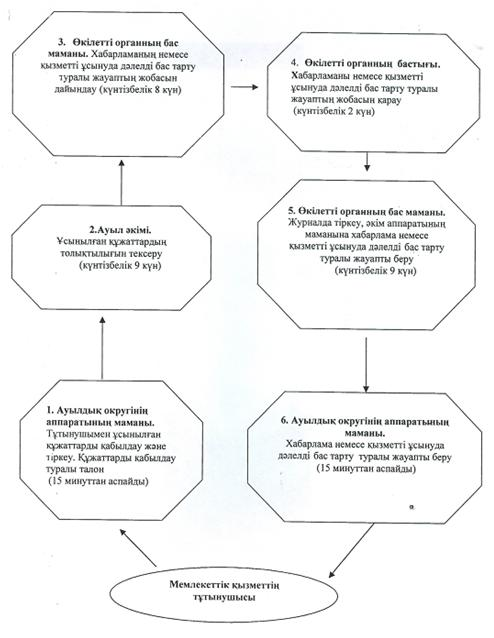 3. Өкілетті органның бас
маманы. Хабарламаның немесе
қызметті ұсынуда дәлелді бас тарту
туралы жауаптың жобасын
дайындау (күнтізбелік 8 күн)
4. Өкілетті органның бастығы.
Хабарламаны немесе қызметті
ұсынуда дәлелді бас тарту туралы
жауаптың жобасын қарау
(күнтізбелік 2 күн)
2.Ауыл әкімі.
Ұсынылған құжаттардың
толықтылығын тексеру
(күнтізбелік 9 күн)
5. Өкілетті органның бас маманы.
Журналда тіркеу, әкім аппаратының
маманына хабарлама немесе
қызметті ұсынуда дәлелді бас тарту
туралы жауапты беру
(күнтізбелік 9 күн)
1. Ауылдық округінің
аппаратының маманы.
Тұтынушымен ұсынылған
құжаттарды қабылдау және
тіркеу. Құжаттарды қабылдау
туралы талон
(15 минуттан аспайды)
6. Ауылдық округінің аппаратының
маманы.
Хабарлама немесе қызметті ұсынуда
дәлелді бас тарту туралы жауапты беру
(15 минуттан аспайды)
Мемлекеттік қызметтің
тұтынушысы